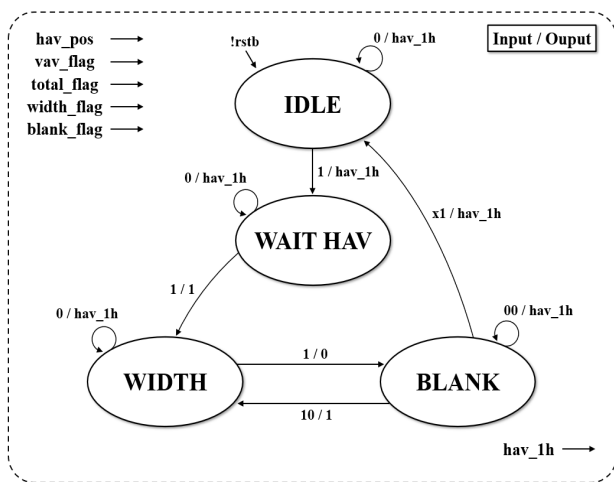 hav_pos
vav_flag
total_flag
width_flag
blank_flag
!rstb
0 / hav_1h
Input / Ouput
IDLE
1 / hav_1h
0 / hav_1h
WAIT HAV
x1 / hav_1h
1 / 1
0 / hav_1h
00 / hav_1h
WIDTH
1 / 0
BLANK
10 / 1
hav_1h